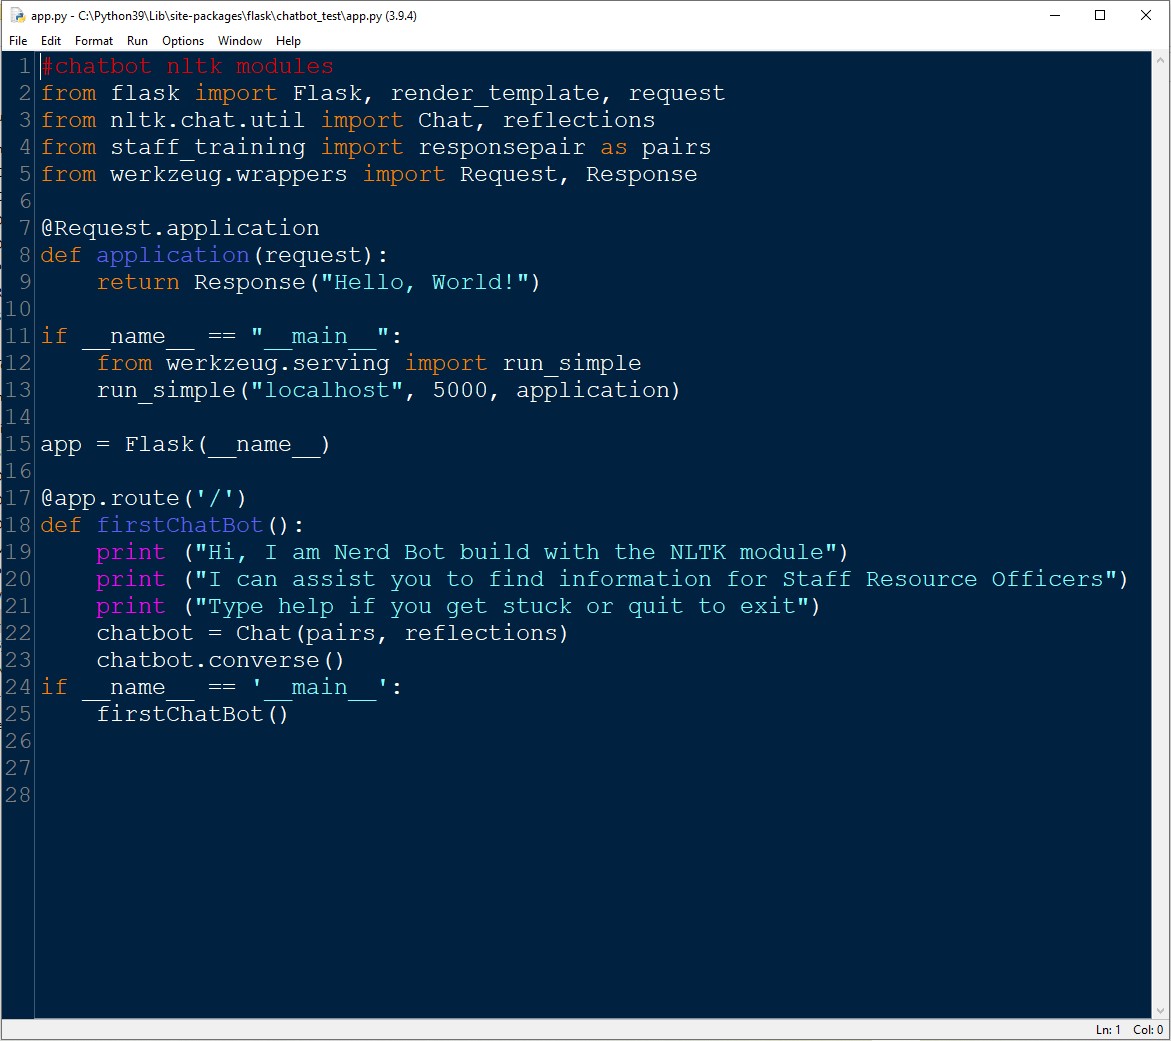 app.py - C:\Python39\Lib\site-packages\flask\chatbot_test\app.py (3.9.4)
File Edit Format Run Options Window Help
1 #chatbot nltk modules
2 from flask import Flask, render_template, request
3 from nltk.chat.util import Chat, reflections
4 from staff_training import responsepair as pairs
5 from werkzeug.wrappers import Request, Response
6
7 @Request.application
8 def application(request):
9     return Response("Hello, World!")
10
11 if __name__ == "__main__":
12     from werkzeug.serving import run_simple
13     run_simple("localhost", 5000, application)
14
15 app = Flask(__name__)
16
17 @app.route('/')
18 def firstChatBot():
19     print ("Hi, I am Nerd Bot build with the NLTK module")
20     print ("I can assist you to find information for Staff Resource Officers")
21     print ("Type help if you get stuck or quit to exit")
22     chatbot = Chat(pairs, reflections)
23     chatbot.converse()
24 if __name__ == '__main__':
25     firstChatBot()
26
27
28
Ln: 1 Col: 0